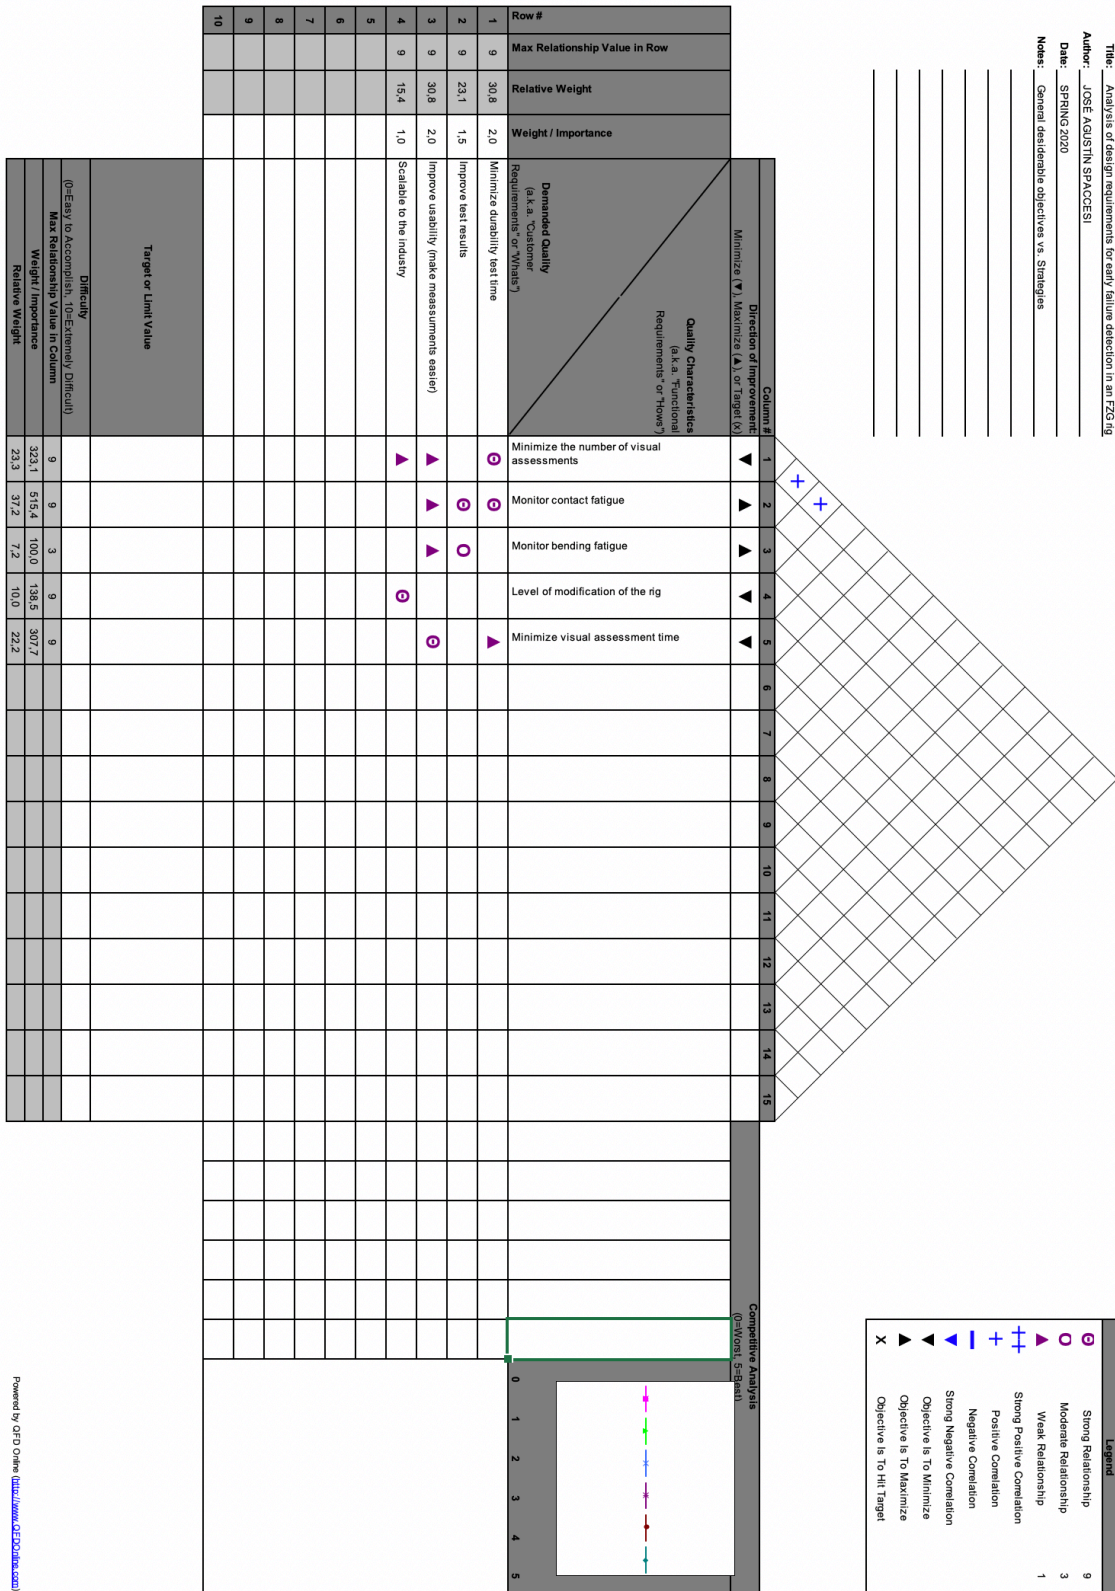 Title: Analysis of design requirements for early failure detection in an FZG rig
Author: JOSÉ AGUSTÍN SPACCESI
Date: SPRING 2020
Notes: General desiderable objectives vs. Strategies
Legend
Θ Strong Relationship 9
Ο Moderate Relationship 3
▲ Weak Relationship 1
┼┼ Strong Positive Correlation
┼ Positive Correlation
▬ Negative Correlation
▼ Strong Negative Correlation
▼ Objective Is To Minimize
▲ Objective Is To Maximize
x Objective Is To Hit Target
Column # 1 2 3 4 5 6 7 8 9 10 11 12 13 14 15
Direction of Improvement:
Minimize (▼), Maximize (▲), or Target (x) ▼ ▲ ▲ ▼ ▼
Competitive Analysis
(0=Worst, 5=Best)
Row #
Max Relationship Value in Row
Relative Weight
Weight / Importance
Quality Characteristics
(a.k.a. "Functional
Requirements" or "Hows")
Demanded Quality
(a.k.a. "Customer
Requirements" or "Whats")
Minimize the number of visual
assessments
Monitor contact fatigue
Monitor bending fatigue
Level of modification of the rig
Minimize visual assessment time
0 1 2 3 4 5
1 9 30,8 2,0 Minimize durability test time Θ Θ ▲
2 9 23,1 1,5 Improve test results Θ Ο
3 9 30,8 2,0 Improve usability (make meassurments easier) ▲ ▲ ▲ Θ
4 9 15,4 1,0 Scalable to the industry ▲ Θ
5
6
7
8
9
10
Target or Limit Value
Difficulty
(0=Easy to Accomplish, 10=Extremely Difficult)
Max Relationship Value in Column 9 9 3 9 9
Weight / Importance 323,1 515,4 100,0 138,5 307,7
Relative Weight 23,3 37,2 7,2 10,0 22,2
Powered by QFD Online (http://www.QFDOnline.com)